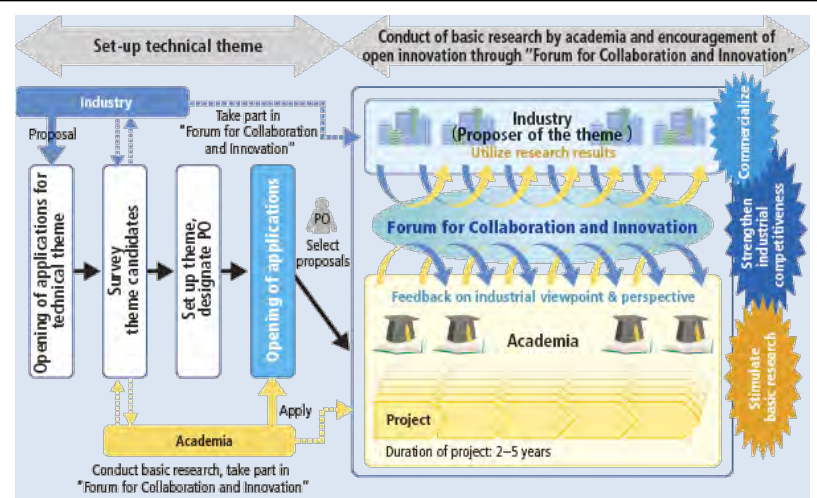 Set-up technical theme
Conduct of basic research by academia and encouragement of
open innovation through "Forum for Collaboration and Innovation"
Industry
Proposal
Take part in
"Forum for Collaboration
and Innovation"
Opening of applications for
technical theme
Survey
theme candidates
Set up theme,
designate PO
Opening of applications
PO
Select
proposals
Apply
Academia
Conduct basic research, take part in
"Forum for Collaboration and Innovation"
Industry
(Proposer of the theme)
Utilize research results
Forum for Collaboration and Innovation
Feedback on industrial viewpoint & perspective
Academia
Project
Duration of project: 2–5 years
Commercialize
Strengthen
industrial
competitiveness
Stimulate
basic research